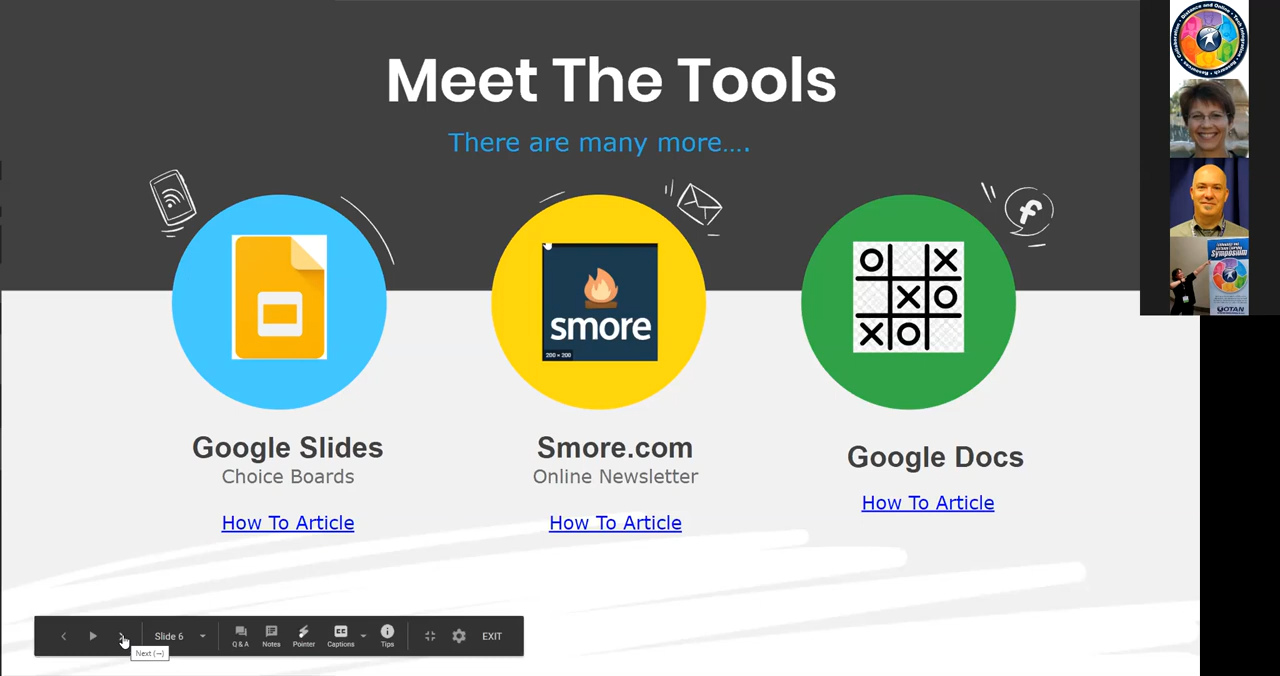 Meet The Tools
There are many more....
smore
200 × 200
O X
X O
X O
Google Slides
Choice Boards
How To Article
Smore.com
Online Newsletter
How To Article
Google Docs
How To Article
Slide 6
Q & A
Notes
Pointer
Captions
Tips
EXIT
Next (→)
Symposium
OTAN